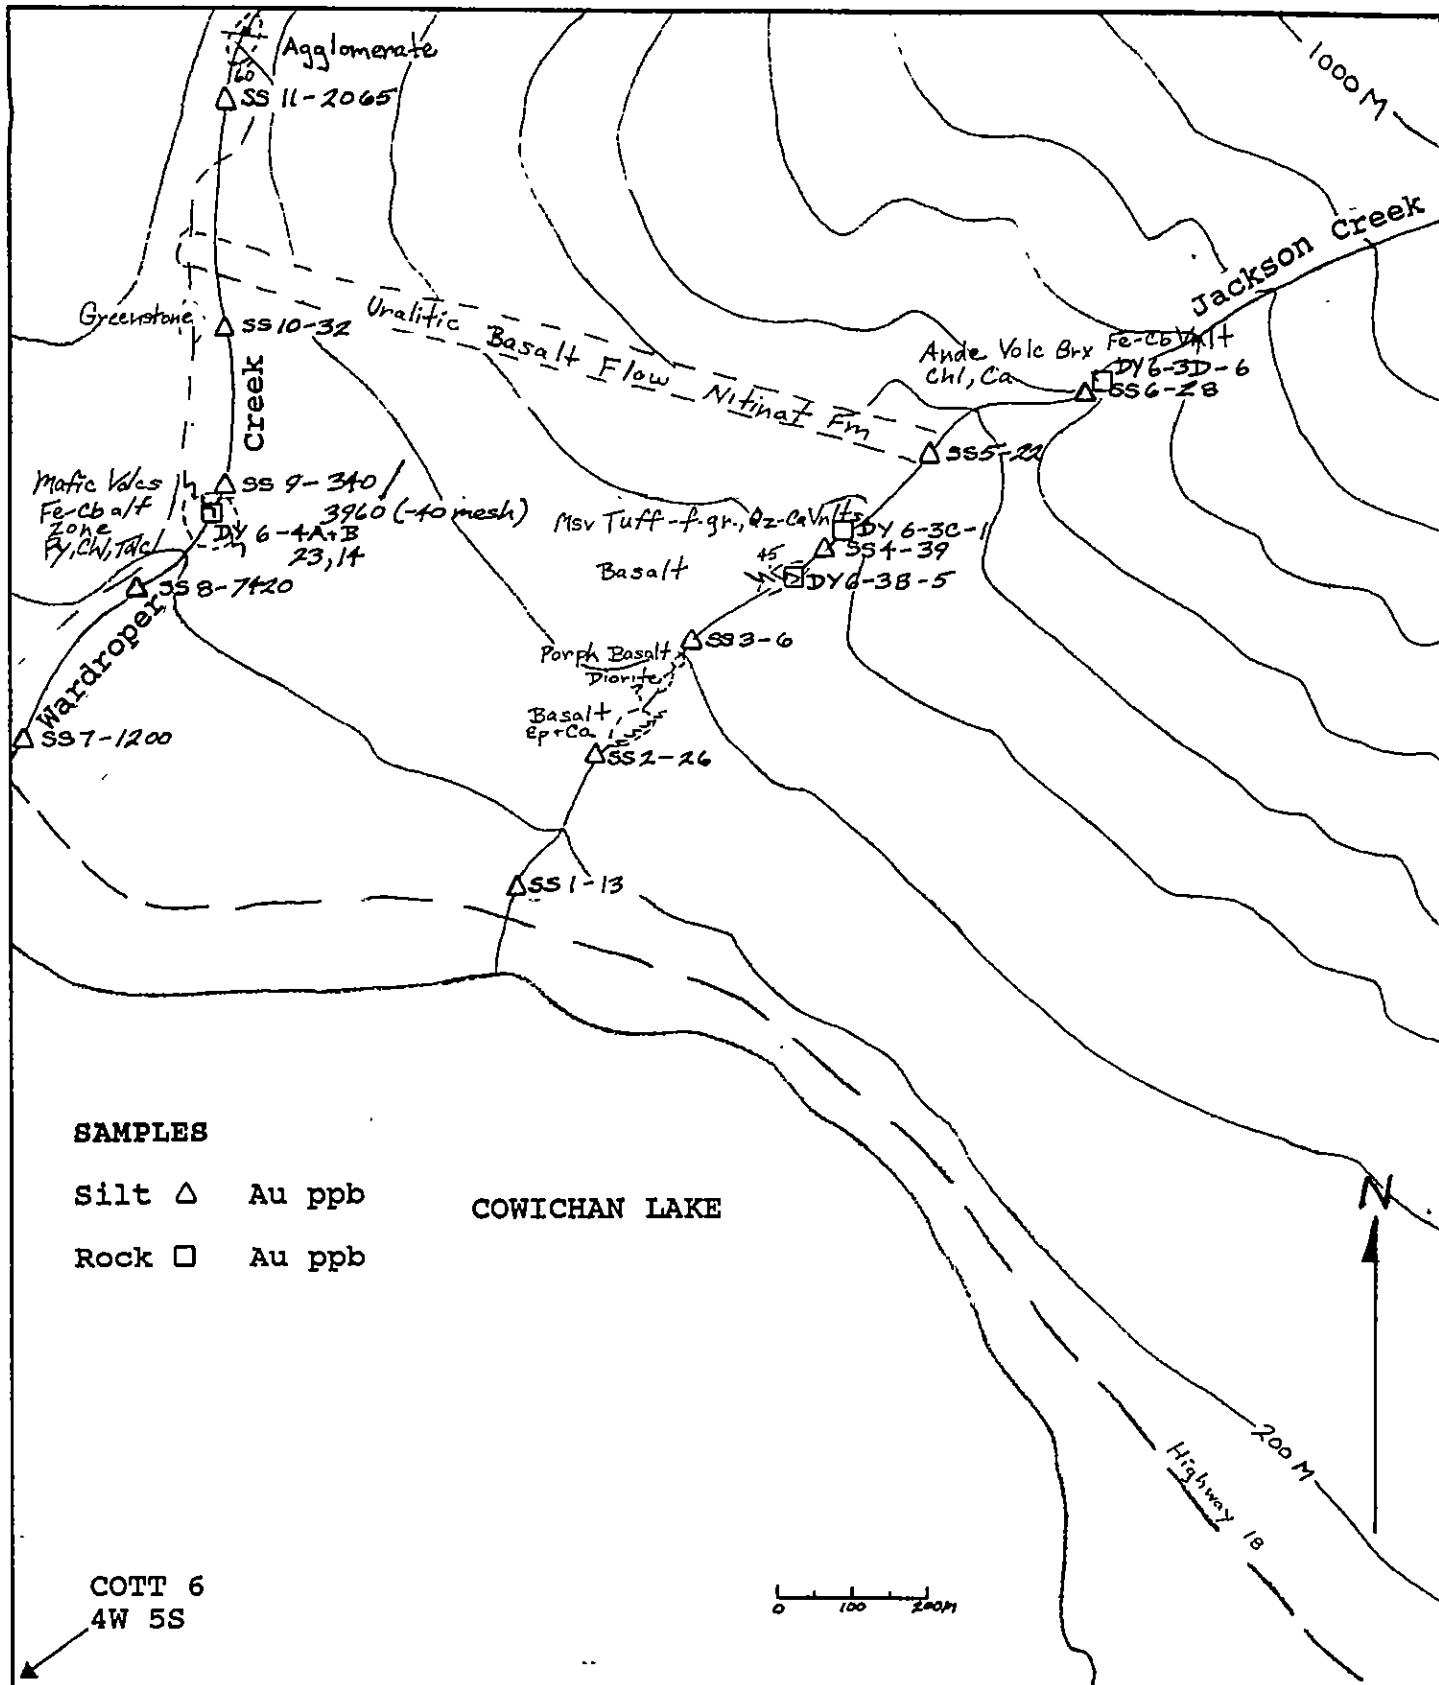 Agglomerate
60
SS 11-2065
1000 M
Jackson Creek
Greenstone
SS 10-32
Uralitic Basalt Flow Nitinat Fm
Ande Volc Brx
Chl, Ca
Fe-Cb Vnlt
DY 6-3D-6
SS 6-28
Creek
SS 5-22
Mafic Volcs
Fe-Cb alt
Zone
Py, Chl, Talc
SS 9-340
3960 (-40 mesh)
DY 6-4A+B
23,14
Msv Tuff-f-gr., Qz-Ca Vnlts
DY 6-3C-1
SS 4-39
45
Basalt
DY 6-3B-5
SS 8-7420
Wardroper
SS 3-6
Porph Basalt
Diorite
Basalt
Ep+Ca
SS 7-1200
SS 2-26
SS 1-13
SAMPLES
Silt △ Au ppb
Rock □ Au ppb
COWICHAN LAKE
N
200 M
Highway 18
COTT 6
4W 5S
0 100 200M